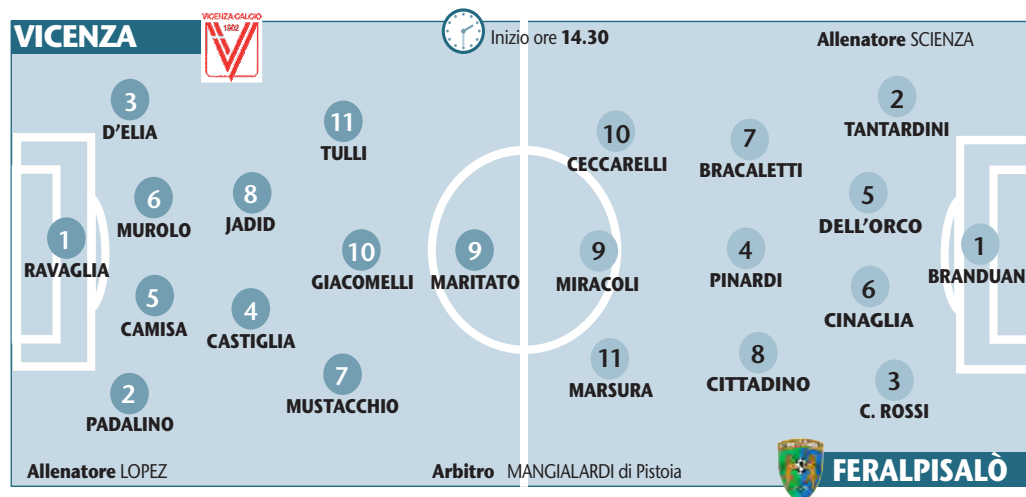 VICENZA
VICENZA CALCIO
1902
Inizio ore 14.30
Allenatore SCIENZA
3
D'ELIA
11
TULLI
10
CECCARELLI
7
BRACALETTI
2
TANTARDINI
6
MUROLO
8
JADID
5
DELL'ORCO
1
RAVAGLIA
10
GIACOMELLI
9
MARITATO
9
MIRACOLI
4
PINARDI
1
BRANDUAN
5
CAMISA
4
CASTIGLIA
6
CINAGLIA
2
PADALINO
7
MUSTACCHIO
11
MARSURA
8
CITTADINO
3
C. ROSSI
Allenatore LOPEZ
Arbitro MANGIALARDI di Pistoia
FERALPISALÒ